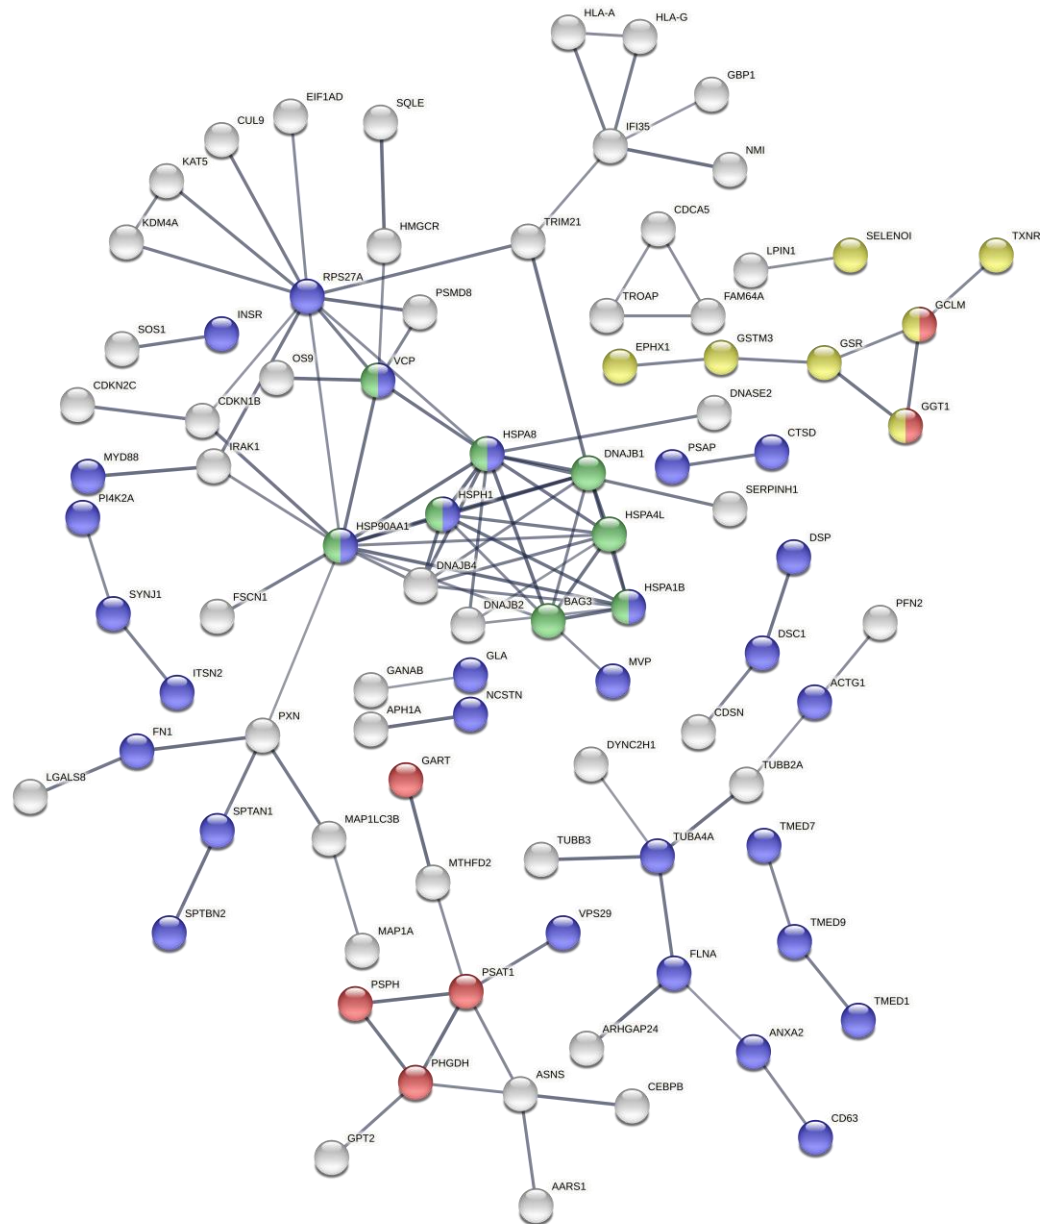 HLA-A
HLA-G
GBP1
EIF1AD
SQLE
CUL9
IFI35
NMI
KAT5
KDM4A
HMGCR
TRIM21
CDCA5
SELENOI
TXNR
LPIN1
RPS27A
PSMD8
GCLM
TROAP
FAM64A
INSR
SOS1
GSTM3
GSR
EPHX1
OS9
VCP
CDKN2C
DNASE2
CDKN1B
GGT1
HSPA8
CTSD
IRAK1
DNAJB1
PSAP
MYD88
HSPH1
SERPINH1
PI4K2A
HSPA4L
HSP90AA1
DSP
DNAJB4
SYNJ1
FSCN1
DNAJB2
BAG3
HSPA1B
PFN2
DSC1
GANAB
GLA
MVP
ITSN2
ACTG1
APH1A
NCSTN
CDSN
PXN
FN1
DYNC2H1
GART
TUBB2A
LGALS8
SPTAN1
MAP1LC3B
TUBB3
TUBA4A
TMED7
MTHFD2
SPTBN2
VPS29
MAP1A
TMED9
FLNA
PSPH
PSAT1
TMED1
ARHGAP24
ANXA2
PHGDH
ASNS
CEBPB
CD63
GPT2
AARS1